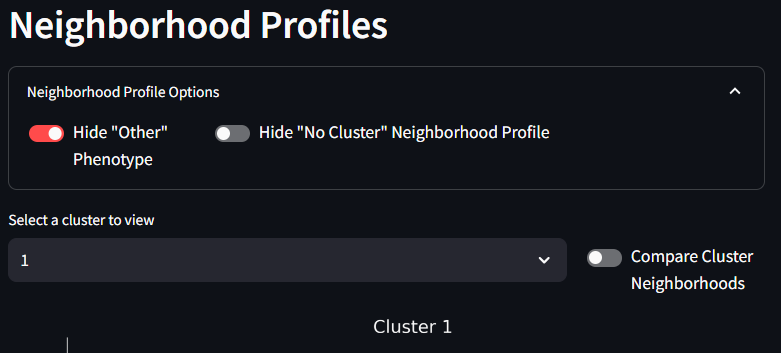 Neighborhood Profiles
Neighborhood Profile Options
Hide "Other" Phenotype
Hide "No Cluster" Neighborhood Profile
Select a cluster to view
1
Compare Cluster Neighborhoods
Cluster 1